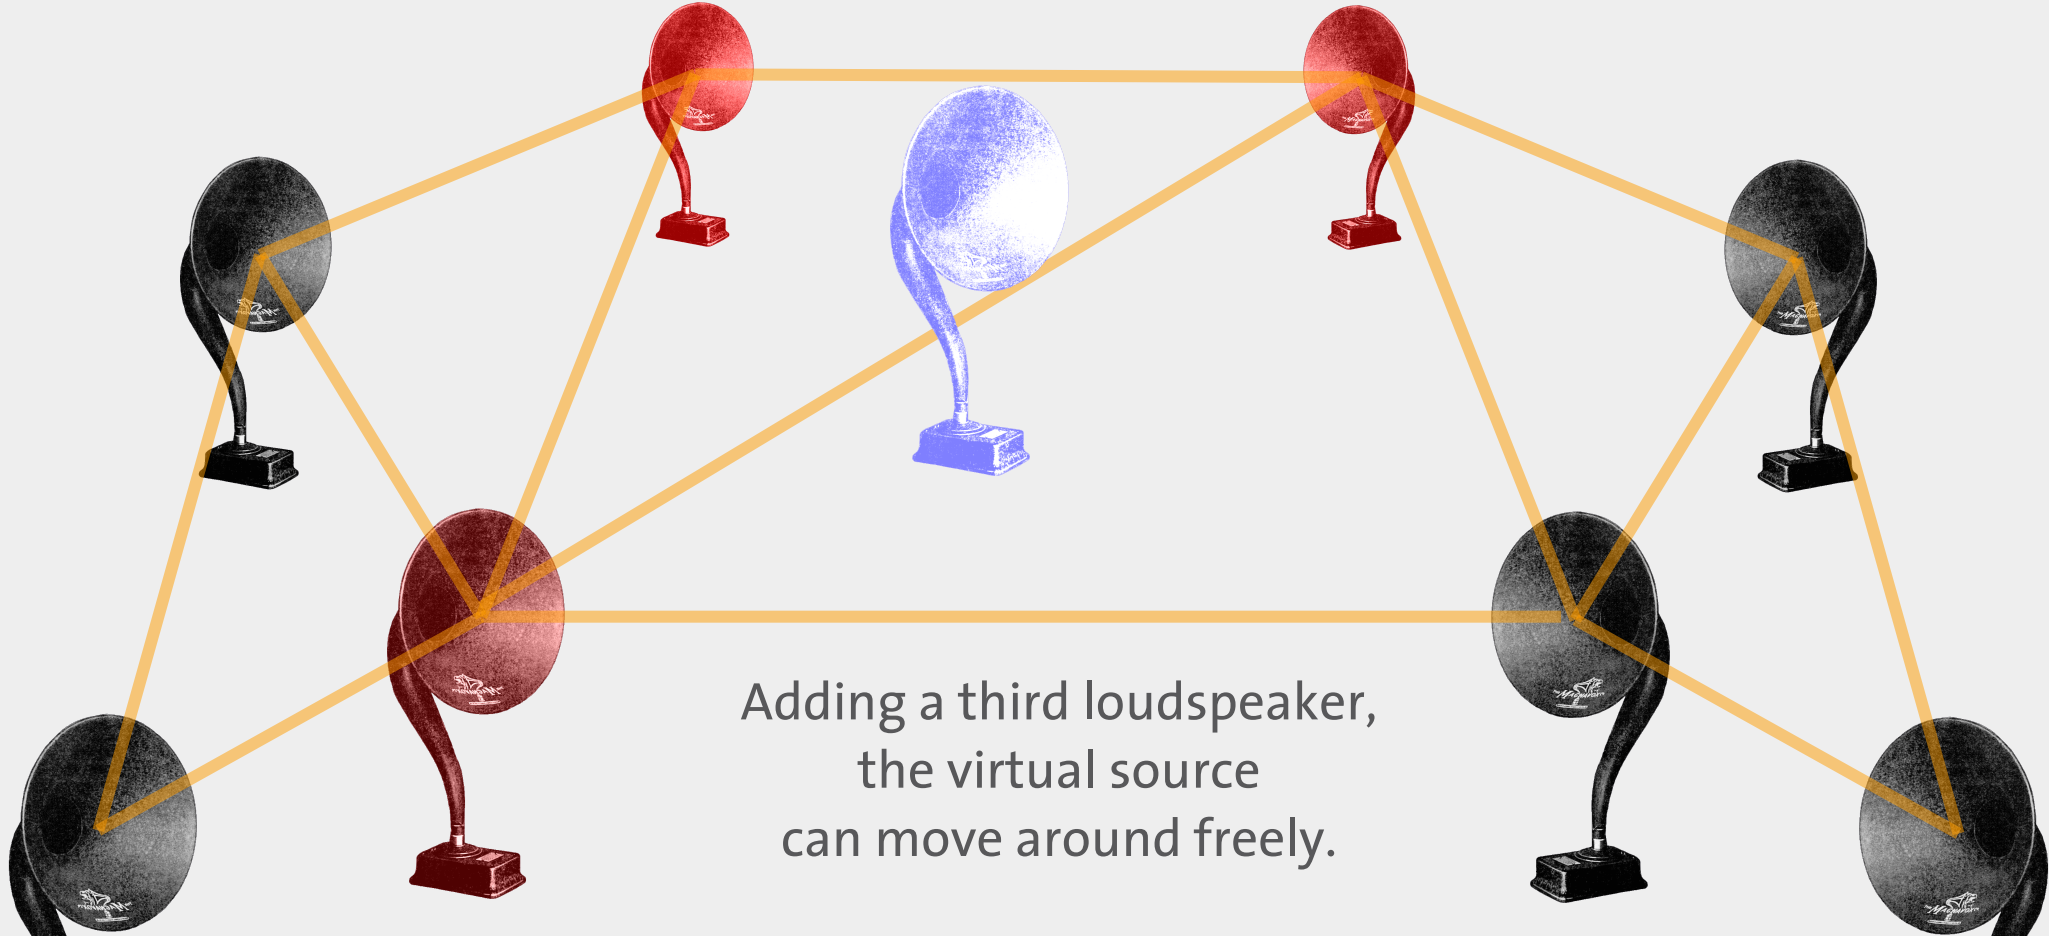 Adding a third loudspeaker,
the virtual source
can move around freely.